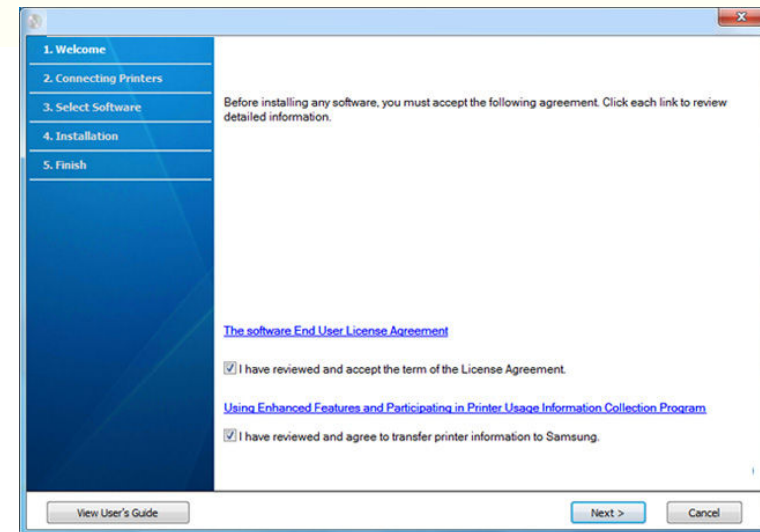 1. Welcome
2. Connecting Printers
3. Select Software
4. Installation
5. Finish
Before installing any software, you must accept the following agreement. Click each link to review
detailed information.
The software End User License Agreement
I have reviewed and accept the term of the License Agreement.
Using Enhanced Features and Participating in Printer Usage Information Collection Program
I have reviewed and agree to transfer printer information to Samsung.
View User's Guide
Next >
Cancel